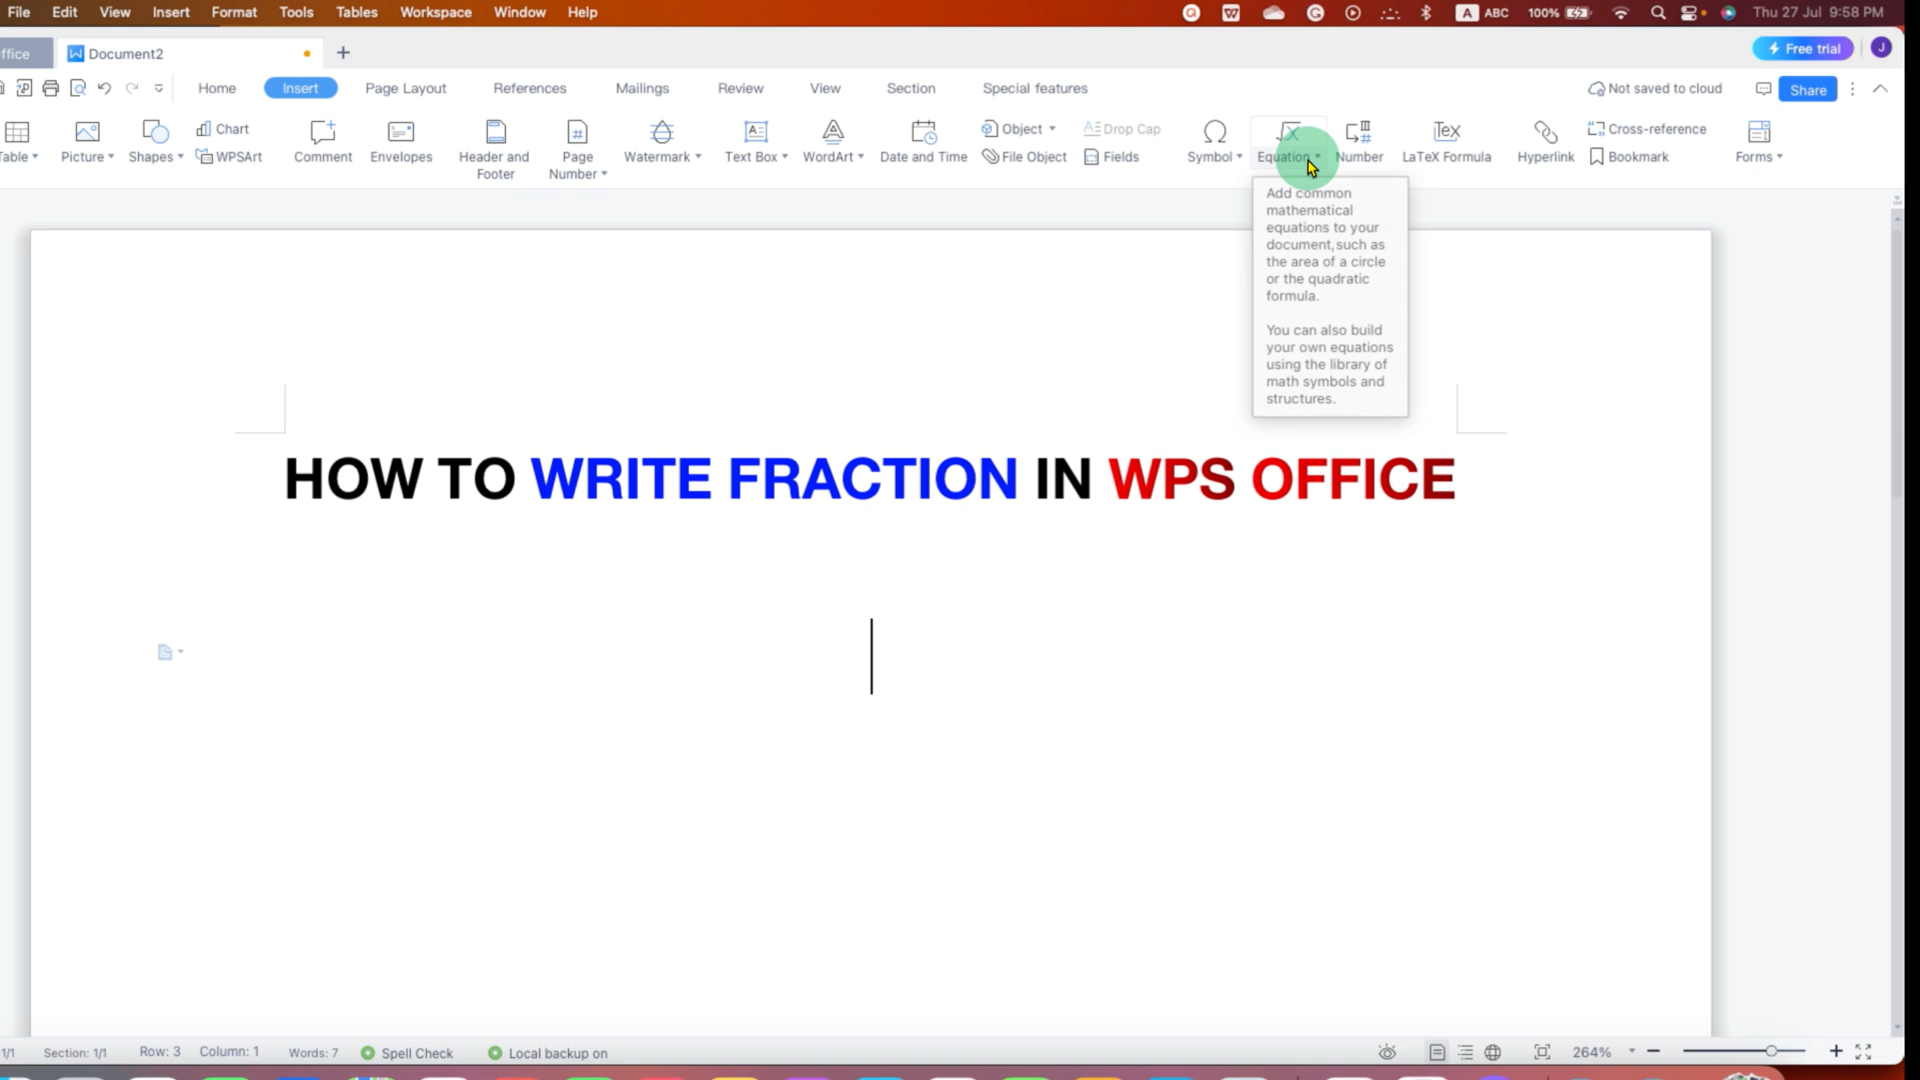 File Edit View Insert Format Tools Tables Workspace Window Help A ABC 100% Thu 27 Jul 9:58 PM
ffice Document2 + Free trial J
Home Insert Page Layout References Mailings Review View Section Special features Not saved to cloud Share
Chart Object Drop Cap Cross-reference
able Picture Shapes WPSArt Comment Envelopes Header and Page Watermark Text Box WordArt Date and Time File Object Fields Symbol Equation Number LaTeX Formula Hyperlink Bookmark Forms
Footer Number
Add common
mathematical
equations to your
document,such as
the area of a circle
or the quadratic
formula.
You can also build
your own equations
using the library of
math symbols and
structures.
HOW TO WRITE FRACTION IN WPS OFFICE
1/1 Section: 1/1 Row: 3 Column: 1 Words: 7 Spell Check Local backup on 264%